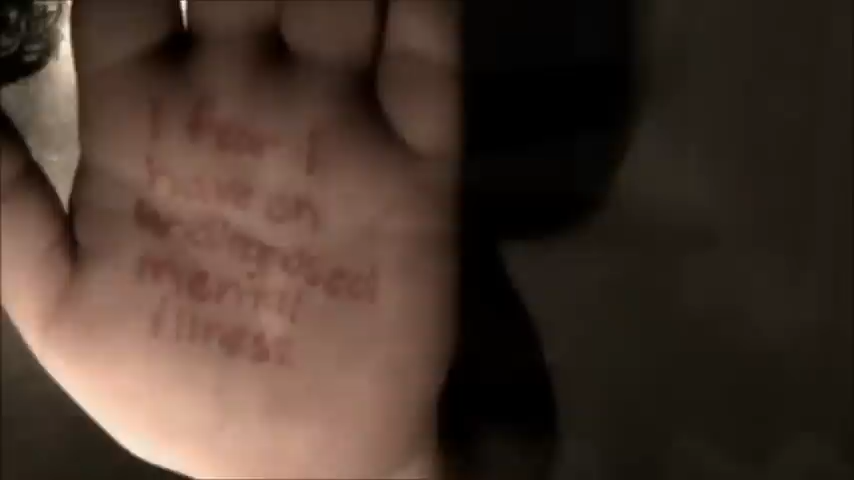 I fear I
have an
undiagnosed
mental
illness